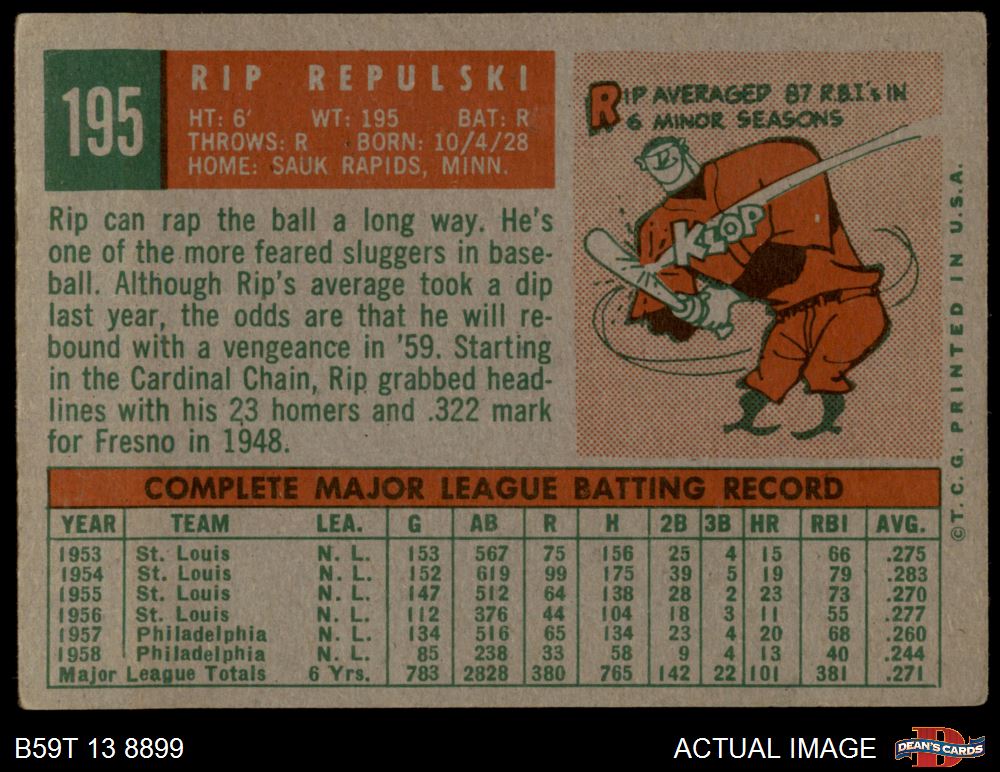 195
RIP REPULSKI
HT: 6' WT: 195 BAT: R
THROWS: R BORN: 10/4/28
HOME: SAUK RAPIDS, MINN.
RIP AVERAGED 87 R.B.I.'s IN
6 MINOR SEASONS
KZOP
Rip can rap the ball a long way. He's
one of the more feared sluggers in base-
ball. Although Rip's average took a dip
last year, the odds are that he will re-
bound with a vengeance in '59. Starting
in the Cardinal Chain, Rip grabbed head-
lines with his 23 homers and .322 mark
for Fresno in 1948.
©T.C.G. PRINTED IN U.S.A.
COMPLETE MAJOR LEAGUE BATTING RECORD
YEAR TEAM LEA. G AB R H 2B 3B HR RBI AVG.
1953 St. Louis N. L. 153 567 75 156 25 4 15 66 .275
1954 St. Louis N. L. 152 619 99 175 39 5 19 79 .283
1955 St. Louis N. L. 147 512 64 138 28 2 23 73 .270
1956 St. Louis N. L. 112 376 44 104 18 3 11 55 .277
1957 Philadelphia N. L. 134 516 65 134 23 4 20 68 .260
1958 Philadelphia N. L. 85 238 33 58 9 4 13 40 .244
Major League Totals 6 Yrs. 783 2828 380 765 142 22 101 381 .271
B59T 13 8899
ACTUAL IMAGE
D
DEAN'S CARDS